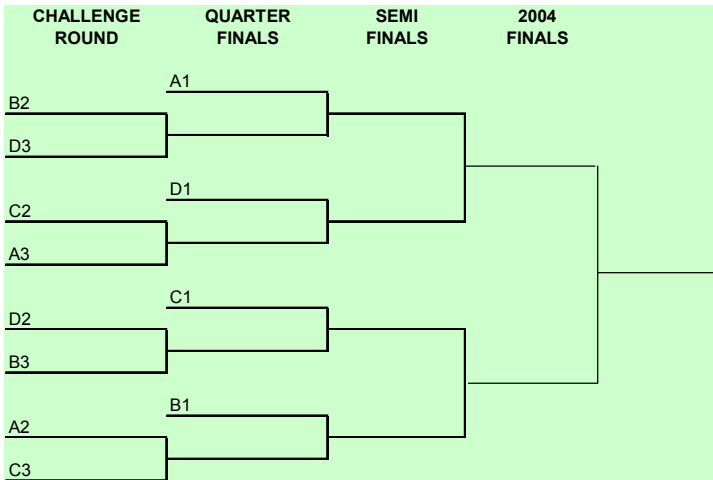 CHALLENGE ROUND
QUARTER FINALS
SEMI FINALS
2004 FINALS
A1
B2
D3
D1
C2
A3
C1
D2
B3
B1
A2
C3